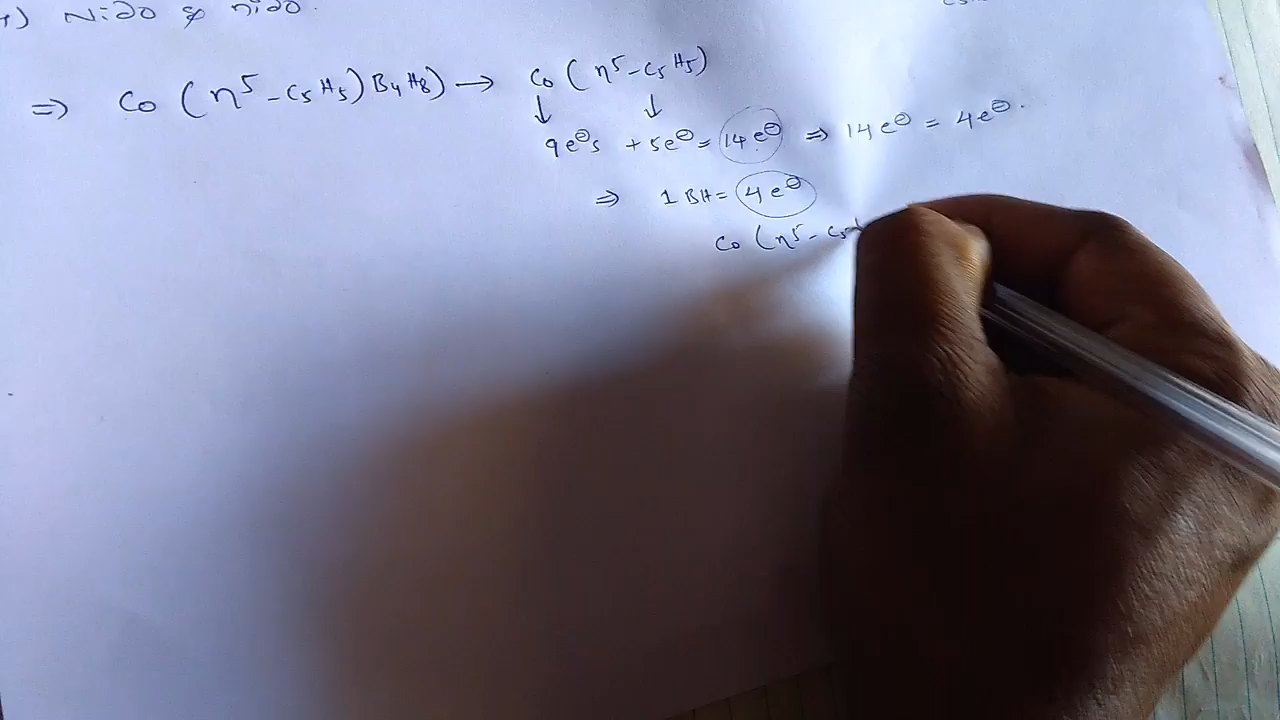 Nido & nido.
⇒ Co (η5-C5H5) B4H8) → Co (η5-C5H5)
↓ ↓
9e⊖s + 5e⊖ = 14e⊖ ⇒ 14e⊖ = 4e⊖.
⇒ 1 BH = 4e⊖
Co (η5-C5